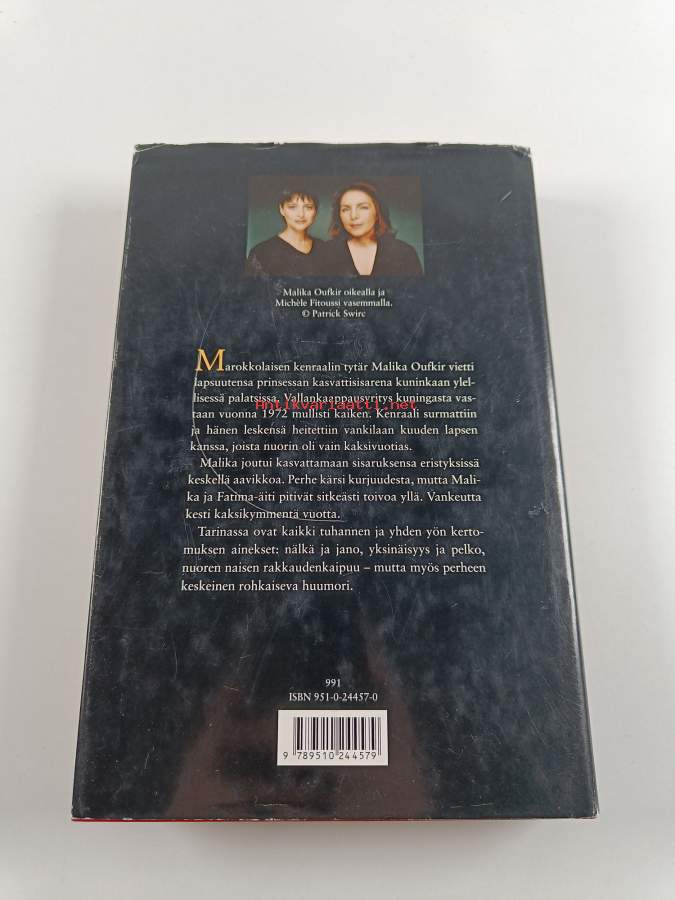 Malika Oufkir oikealla ja
Michèle Fitoussi vasemmalla.
© Patrick Swirc
Marokkolaisen kenraalin tytär Malika Oufkir vietti
lapsuutensa prinsessan kasvattisisarena kuninkaan ylel-
lisessä palatsissa. Vallankaappausyritys kuningasta vas-
Antikvariaatti.net
taan vuonna 1972 mullisti kaiken. Kenraali surmattiin
ja hänen leskensä heitettiin vankilaan kuuden lapsen
kanssa, joista nuorin oli vain kaksivuotias.
Malika joutui kasvattamaan sisaruksensa eristyksissä
keskellä aavikkoa. Perhe kärsi kurjuudesta, mutta Mali-
ka ja Fatima-äiti pitivät sitkeästi toivoa yllä. Vankeutta
kesti kaksikymmentä vuotta.
Tarinassa ovat kaikki tuhannen ja yhden yön kerto-
muksen ainekset: nälkä ja jano, yksinäisyys ja pelko,
nuoren naisen rakkaudenkaipuu – mutta myös perheen
keskeinen rohkaiseva huumori.
991
ISBN 951-0-24457-0
9 789510 244579